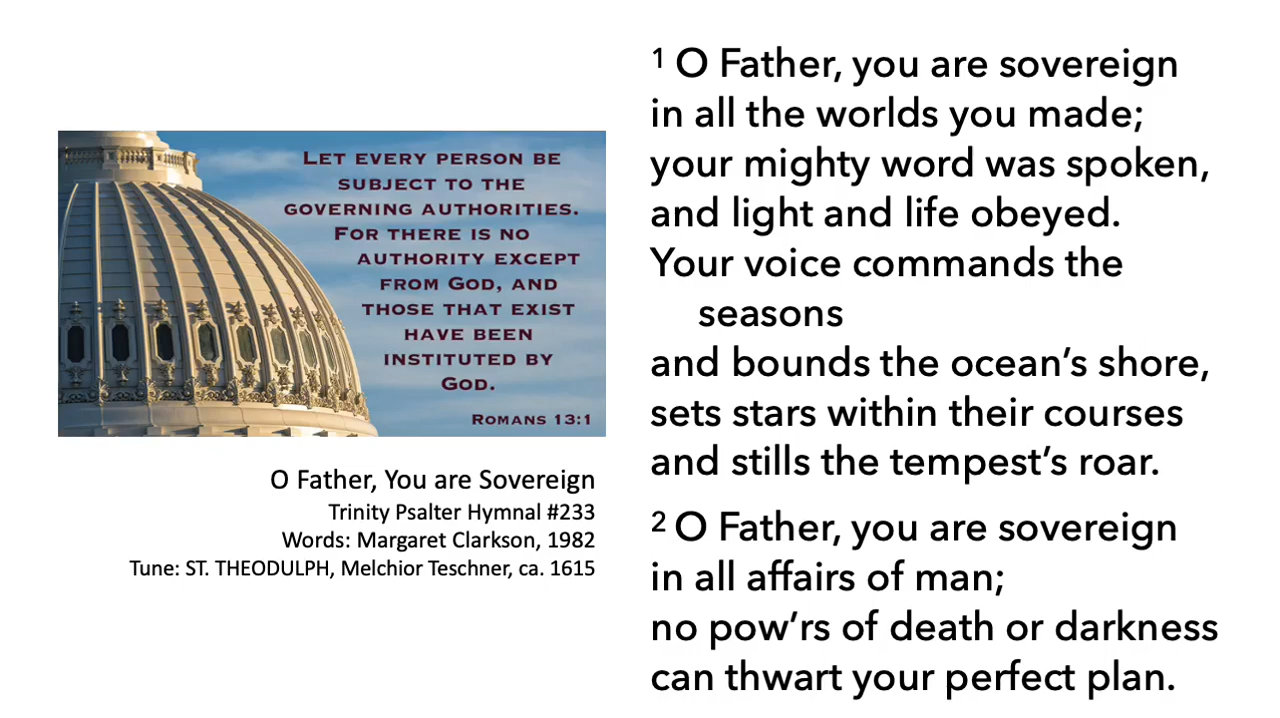 LET EVERY PERSON BE
SUBJECT TO THE
GOVERNING AUTHORITIES.
FOR THERE IS NO
AUTHORITY EXCEPT
FROM GOD, AND
THOSE THAT EXIST
HAVE BEEN
INSTITUTED BY
GOD.
ROMANS 13:1
O Father, You are Sovereign
Trinity Psalter Hymnal #233
Words: Margaret Clarkson, 1982
Tune: ST. THEODULPH, Melchior Teschner, ca. 1615
1 O Father, you are sovereign
in all the worlds you made;
your mighty word was spoken,
and light and life obeyed.
Your voice commands the
seasons
and bounds the ocean’s shore,
sets stars within their courses
and stills the tempest’s roar.
2 O Father, you are sovereign
in all affairs of man;
no pow’rs of death or darkness
can thwart your perfect plan.